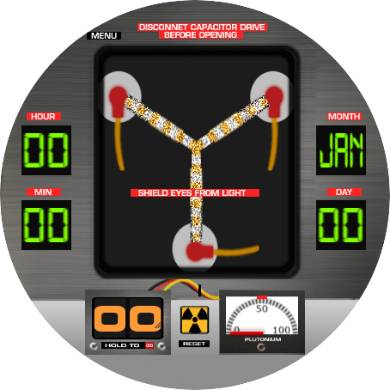 DISCONNET CAPACITOR DRIVE
BEFORE OPENING
MENU
HOUR
00
MONTH
JAN
MIN
00
SHIELD EYES FROM LIGHT
DAY
00
00
HOLD TO
RESET
0
50
100
PLUTONIUM